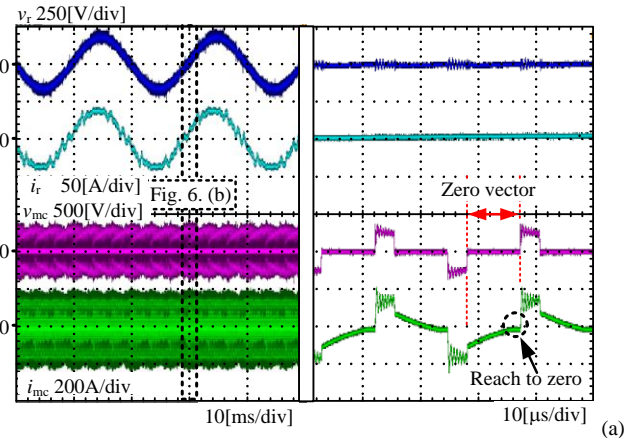 v_r 250[V/div]
0
0
i_r 50[A/div]
Fig. 6. (b)
Zero vector
v_mc 500[V/div]
0
0
Reach to zero
i_mc 200A/div
10[ms/div]
10[μs/div]
(a)